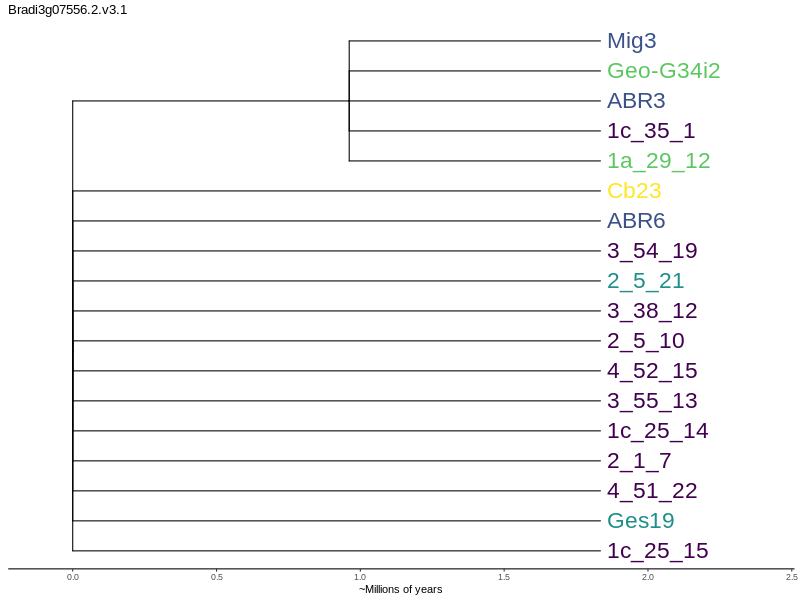 Bradi3g07556.2.v3.1
Mig3
Geo-G34i2
ABR3
1c_35_1
1a_29_12
Cb23
ABR6
3_54_19
2_5_21
3_38_12
2_5_10
4_52_15
3_55_13
1c_25_14
2_1_7
4_51_22
Ges19
1c_25_15
0.0 0.5 1.0 1.5 2.0 2.5
~Millions of years